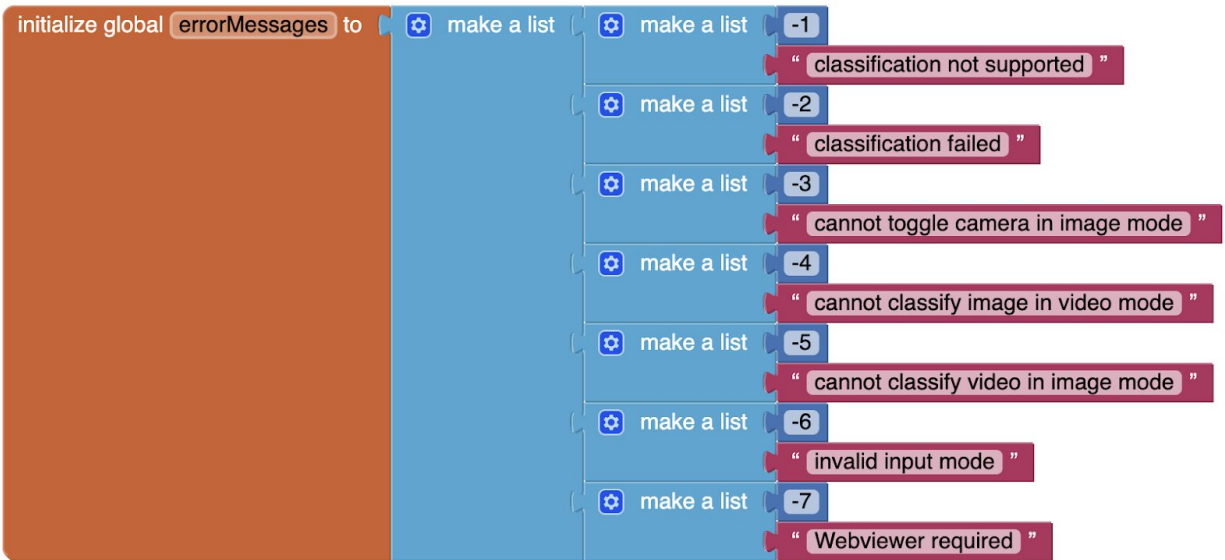 initialize global errorMessages to make a list make a list -1
“ classification not supported ”
make a list -2
“ classification failed ”
make a list -3
“ cannot toggle camera in image mode ”
make a list -4
“ cannot classify image in video mode ”
make a list -5
“ cannot classify video in image mode ”
make a list -6
“ invalid input mode ”
make a list -7
“ Webviewer required ”